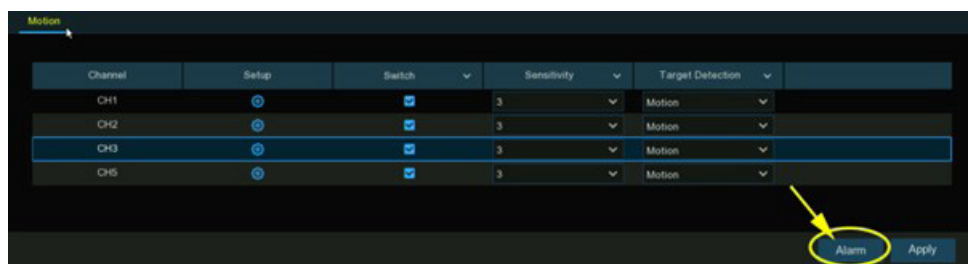 Motion
Channel Setup Switch Sensitivity Target Detection
CH1 3 Motion
CH2 3 Motion
CH3 3 Motion
CH5 3 Motion
Alarm Apply